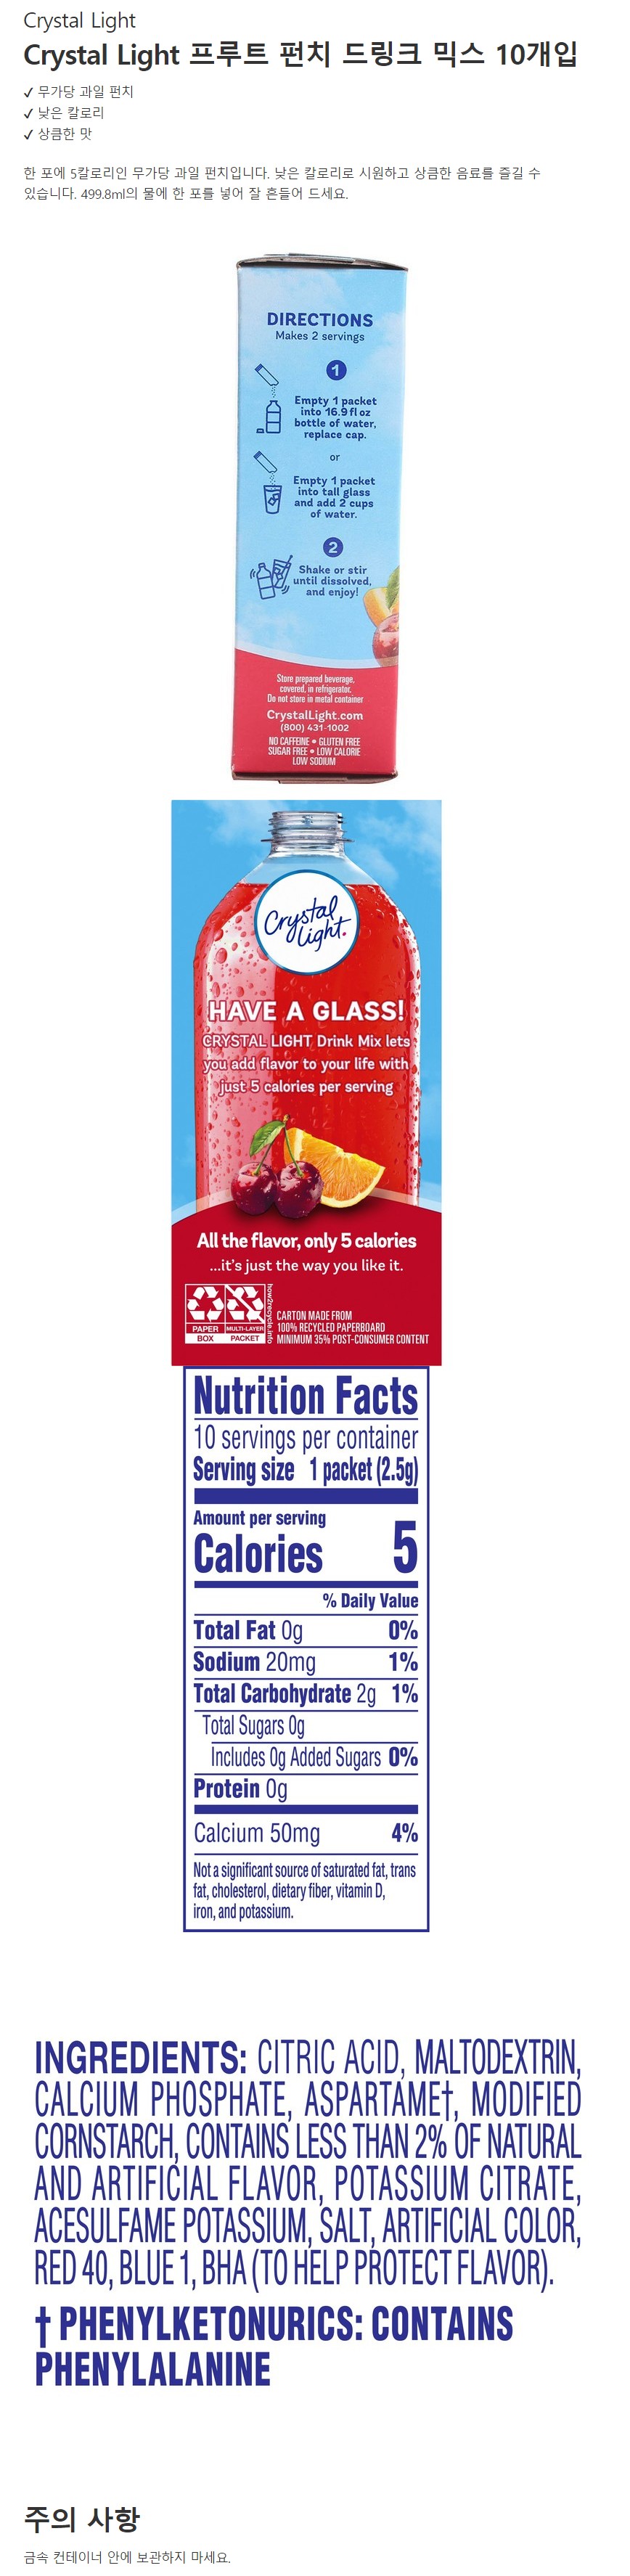 Crystal Light
Crystal Light 프루트 펀치 드링크 믹스 10개입
✓ 무가당 과일 펀치
✓ 낮은 칼로리
✓ 상큼한 맛
한 포에 5칼로리인 무가당 과일 펀치입니다. 낮은 칼로리로 시원하고 상큼한 음료를 즐길 수
있습니다. 499.8ml의 물에 한 포를 넣어 잘 흔들어 드세요.
DIRECTIONS
Makes 2 servings
1
Empty 1 packet
into 16.9 fl oz
bottle of water,
replace cap.
or
Empty 1 packet
into tall glass
and add 2 cups
of water.
2
Shake or stir
until dissolved,
and enjoy!
Store prepared beverage,
covered, in refrigerator.
Do not store in metal container
CrystalLight.com
(800) 431-1002
NO CAFFEINE • GLUTEN FREE
SUGAR FREE • LOW CALORIE
LOW SODIUM
Crystal
Light.
HAVE A GLASS!
CRYSTAL LIGHT Drink Mix lets
you add flavor to your life with
just 5 calories per serving
All the flavor, only 5 calories
...it's just the way you like it.
PAPER
BOX
MULTI-LAYER
PACKET
how2recycle.info
CARTON MADE FROM
100% RECYCLED PAPERBOARD
MINIMUM 35% POST-CONSUMER CONTENT
Nutrition Facts
10 servings per container
Serving size 1 packet (2.5g)
Amount per serving
Calories 5
% Daily Value
Total Fat 0g 0%
Sodium 20mg 1%
Total Carbohydrate 2g 1%
Total Sugars 0g
Includes 0g Added Sugars 0%
Protein 0g
Calcium 50mg 4%
Not a significant source of saturated fat, trans
fat, cholesterol, dietary fiber, vitamin D,
iron, and potassium.
INGREDIENTS: CITRIC ACID, MALTODEXTRIN,
CALCIUM PHOSPHATE, ASPARTAME†, MODIFIED
CORNSTARCH, CONTAINS LESS THAN 2% OF NATURAL
AND ARTIFICIAL FLAVOR, POTASSIUM CITRATE,
ACESULFAME POTASSIUM, SALT, ARTIFICIAL COLOR,
RED 40, BLUE 1, BHA (TO HELP PROTECT FLAVOR).
† PHENYLKETONURICS: CONTAINS
PHENYLALANINE
주의 사항
금속 컨테이너 안에 보관하지 마세요.